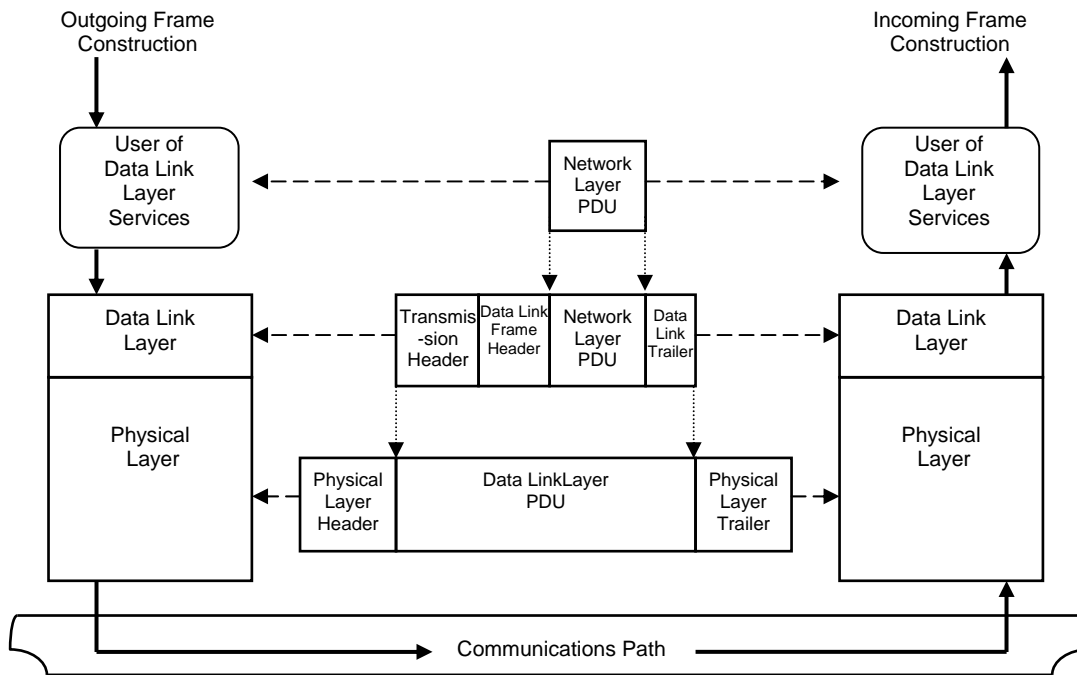 Outgoing Frame
Construction
Incoming Frame
Construction
User of
Data Link
Layer
Services
Network
Layer
PDU
User of
Data Link
Layer
Services
Data Link
Layer
Transmis
-sion
Header
Data Link
Frame
Header
Network
Layer
PDU
Data
Link
Trailer
Data Link
Layer
Physical
Layer
Physical
Layer
Header
Data LinkLayer
PDU
Physical
Layer
Trailer
Physical
Layer
Communications Path